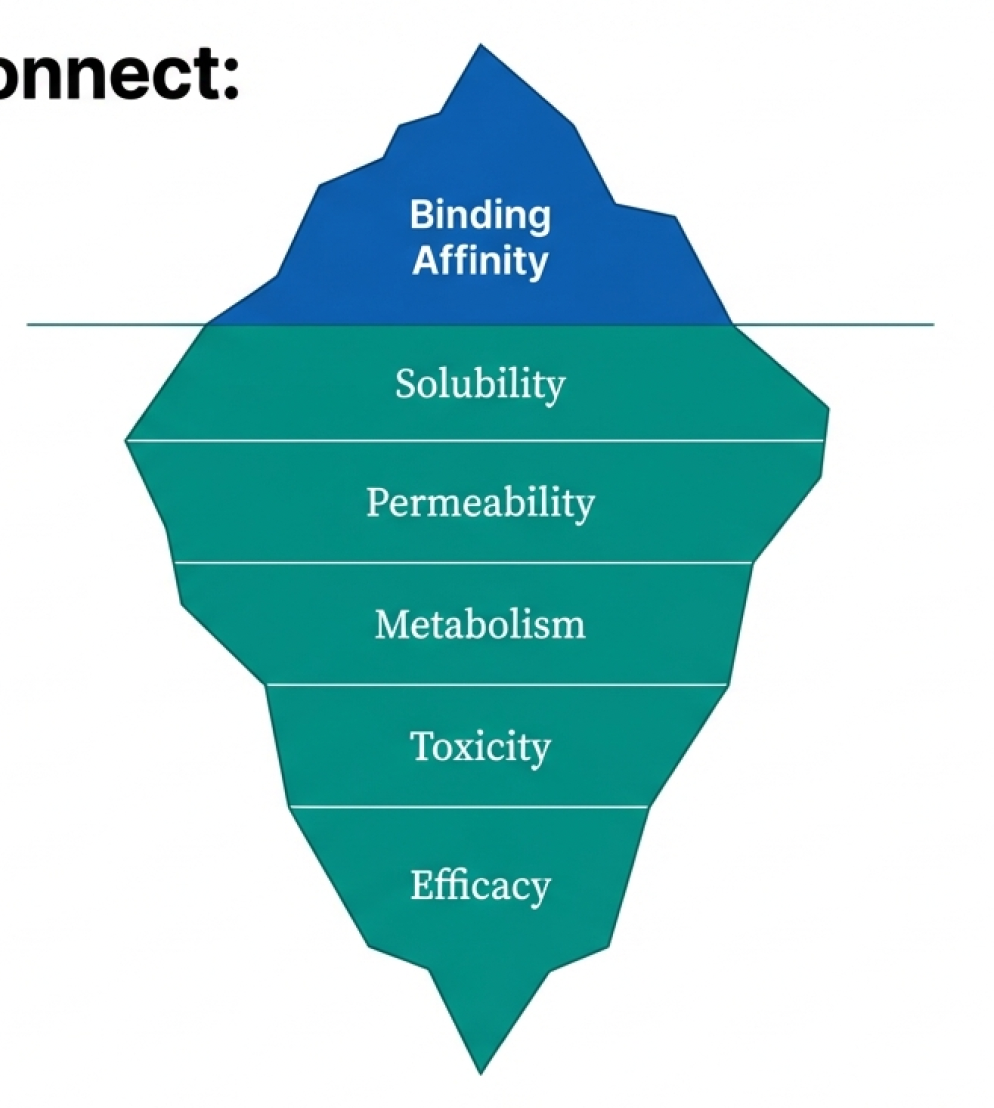 onnect:
Binding
Affinity
Solubility
Permeability
Metabolism
Toxicity
Efficacy